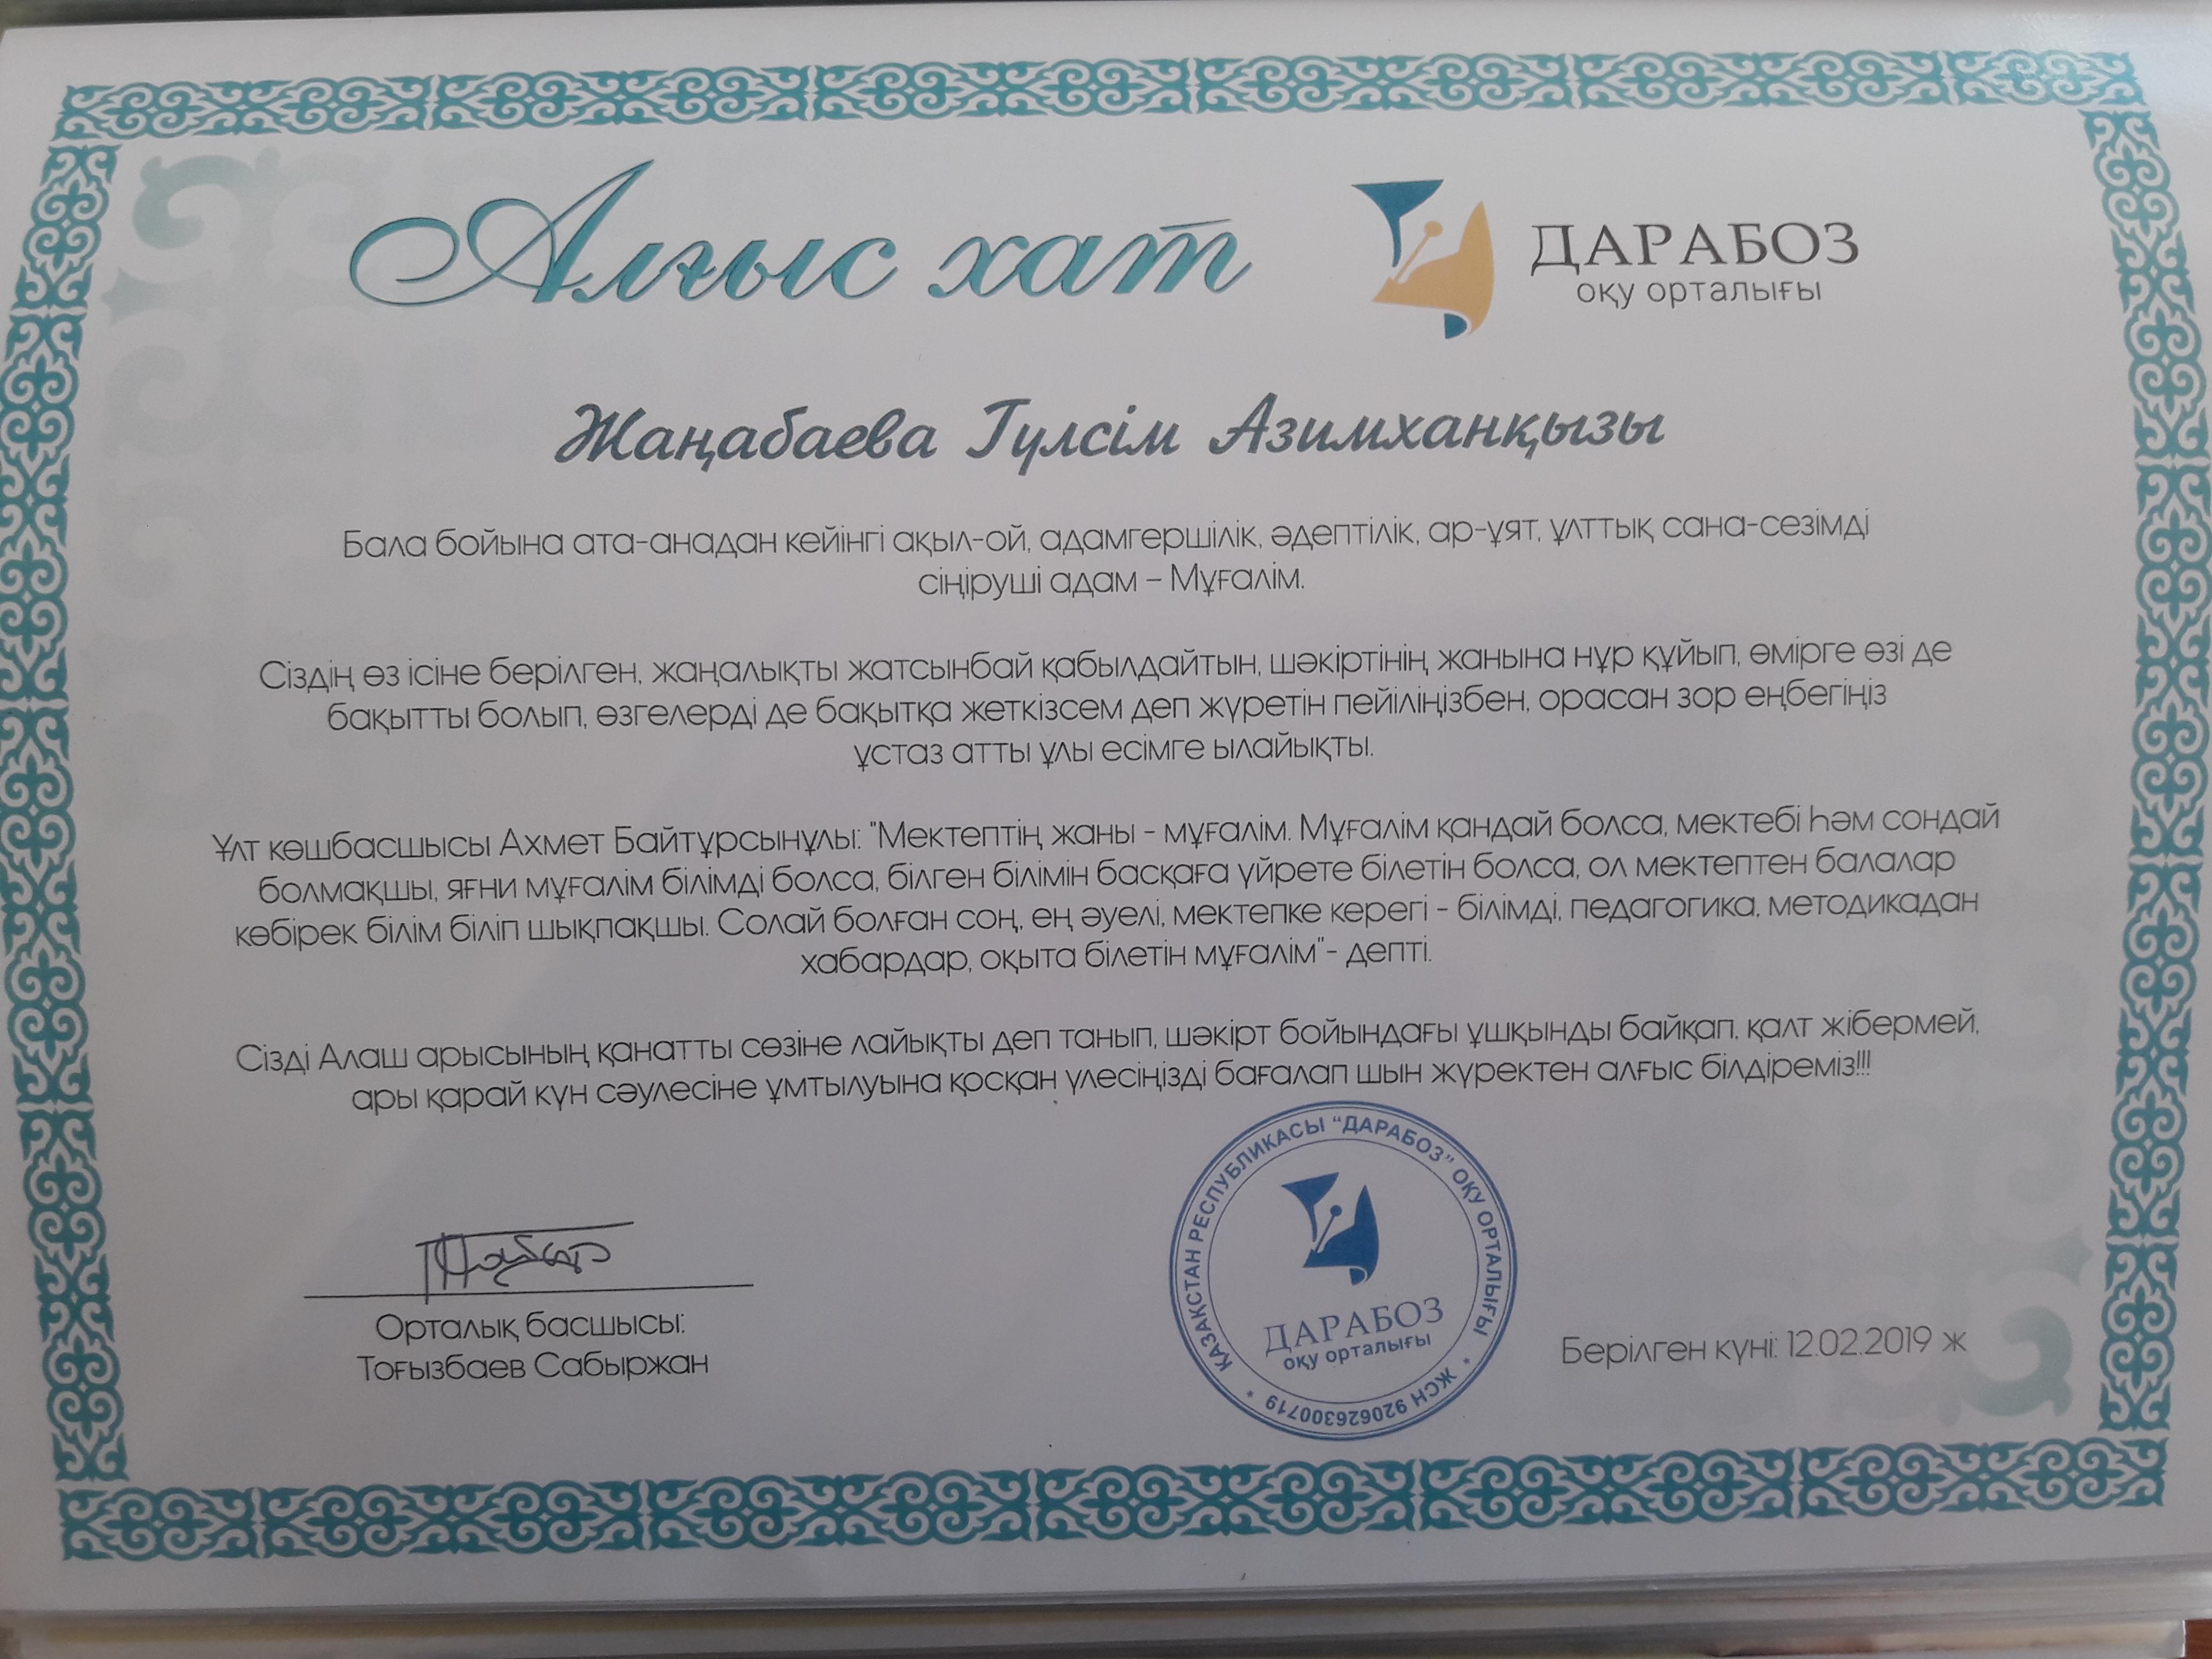 Алғыс хат
ДАРАБОЗ
оқу орталығы
Жаңабаева Гүлсім Азимханқызы
Бала бойына ата-анадан кейінгі ақыл-ой, адамгершілік, әдептілік, ар-ұят, ұлттық сана-сезімді
сіңіруші адам – Мұғалім.
Сіздің өз ісіне берілген, жаңалықты жатсынбай қабылдайтын, шәкіртінің жанына нұр құйып, өмірге өзі де
бақытты болып, өзгелерді де бақытқа жеткізсем деп жүретін пейіліңізбен, орасан зор еңбегіңіз
ұстаз атты ұлы есімге ылайықты.
Ұлт көшбасшысы Ахмет Байтұрсынұлы: "Мектептің жаны - мұғалім. Мұғалім қандай болса, мектебі һәм сондай
болмақшы, яғни мұғалім білімді болса, білген білімін басқаға үйрете білетін болса, ол мектептен балалар
көбірек білім біліп шықпақшы. Солай болған соң, ең әуелі, мектепке керегі - білімді, педагогика, методикадан
хабардар, оқыта білетін мұғалім"- депті.
Сізді Алаш арысының қанатты сөзіне лайықты деп танып, шәкірт бойындағы ұшқынды байқап, қалт жібермей,
ары қарай күн сәулесіне ұмтылуына қосқан үлесіңізді бағалап шын жүректен алғыс білдіреміз!!!
ҚАЗАҚСТАН РЕСПУБЛИКАСЫ "ДАРАБОЗ" ОҚУ ОРТАЛЫҒЫ
* ЖСН 920626300719 *
ДАРАБОЗ
оқу орталығы
Орталық басшысы:
Тоғызбаев Сабыржан
Берілген күні: 12.02.2019 ж